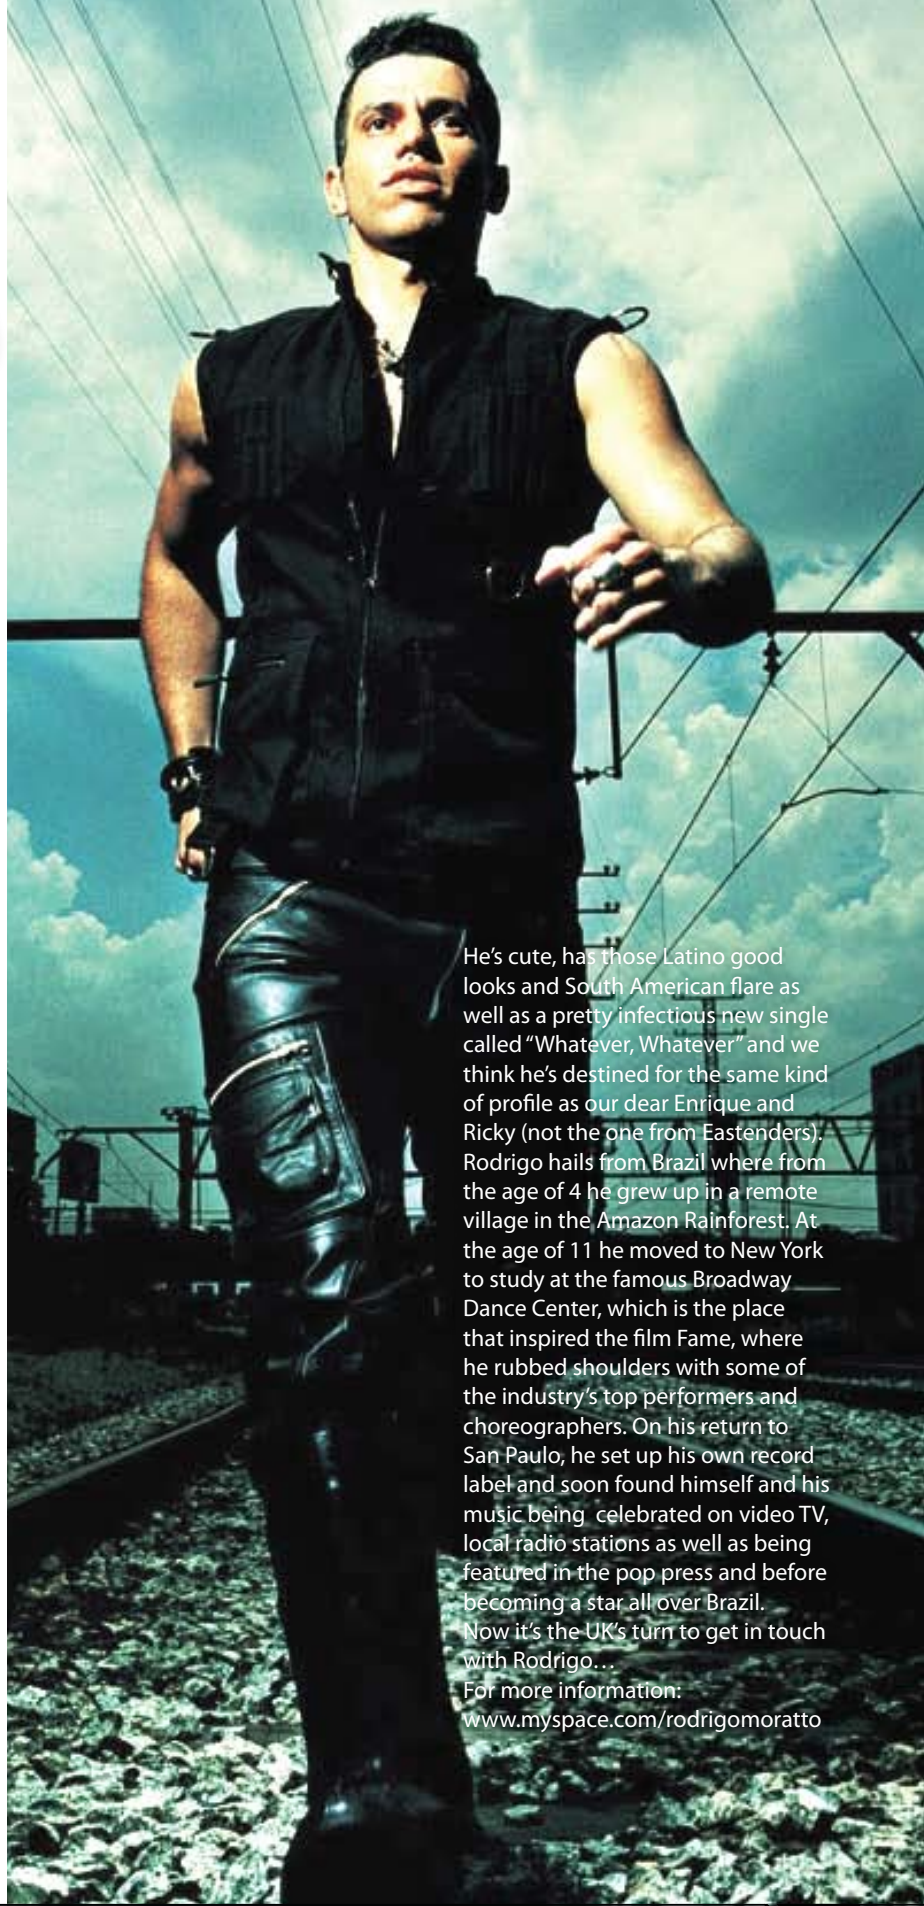 He’s cute, has those Latino good
looks and South American flare as
well as a pretty infectious new single
called “Whatever, Whatever” and we
think he’s destined for the same kind
of profile as our dear Enrique and
Ricky (not the one from Eastenders).
Rodrigo hails from Brazil where from
the age of 4 he grew up in a remote
village in the Amazon Rainforest. At
the age of 11 he moved to New York
to study at the famous Broadway
Dance Center, which is the place
that inspired the film Fame, where
he rubbed shoulders with some of
the industry’s top performers and
choreographers. On his return to
San Paulo, he set up his own record
label and soon found himself and his
music being  celebrated on video TV,
local radio stations as well as being
featured in the pop press and before
becoming a star all over Brazil.
Now it’s the UK’s turn to get in touch
with Rodrigo…
For more information:
www.myspace.com/rodrigomoratto